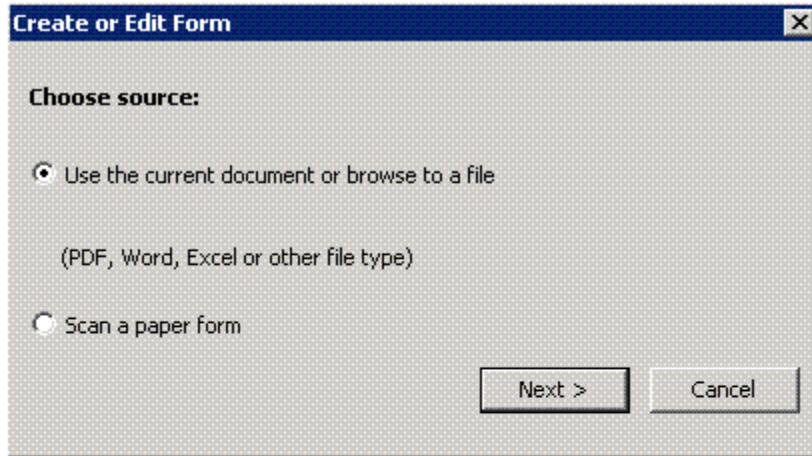 Create or Edit Form
Choose source:
Use the current document or browse to a file
(PDF, Word, Excel or other file type)
Scan a paper form
Next >
Cancel